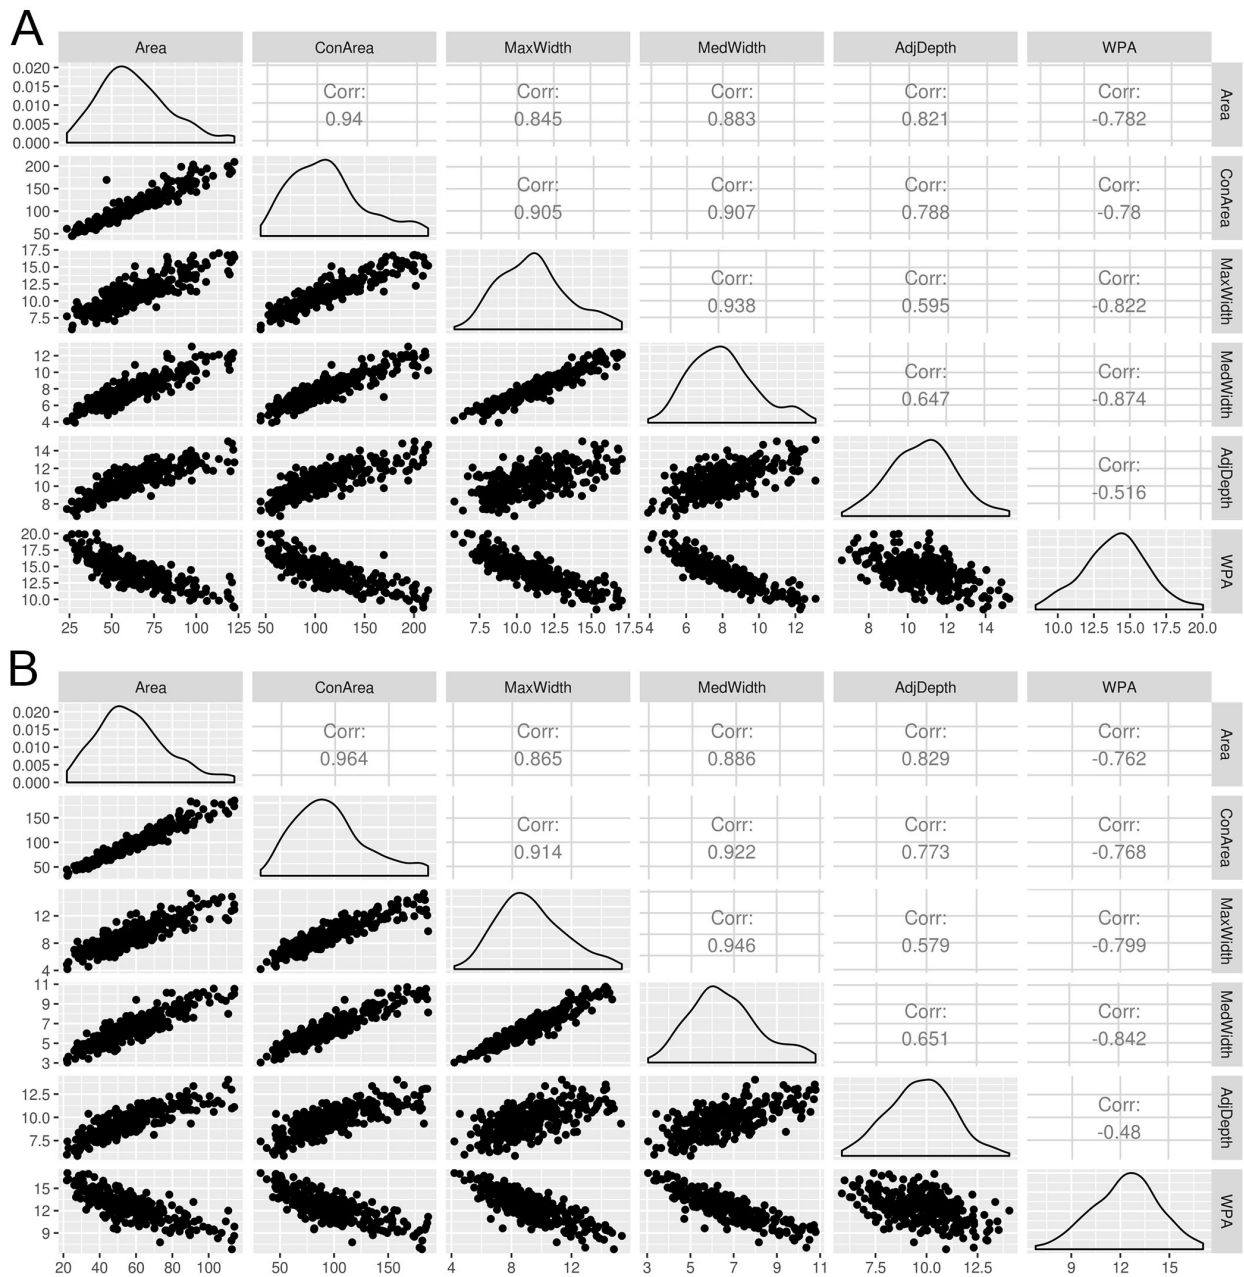 A
Area ConArea MaxWidth MedWidth AdjDepth WPA
0.020
0.015
0.010
0.005
0.000
Corr:
0.94
Corr:
0.845
Corr:
0.883
Corr:
0.821
Corr:
-0.782
Area
200
150
100
50
Corr:
0.905
Corr:
0.907
Corr:
0.788
Corr:
-0.78
ConArea
17.5
15.0
12.5
10.0
7.5
Corr:
0.938
Corr:
0.595
Corr:
-0.822
MaxWidth
12
10
8
6
4
Corr:
0.647
Corr:
-0.874
MedWidth
14
12
10
8
Corr:
-0.516
AdjDepth
20.0
17.5
15.0
12.5
10.0
WPA
25 50 75 100 125 50 100 150 200 7.5 10.0 12.5 15.0 17.5 4 6 8 10 12 8 10 12 14 10.0 12.5 15.0 17.5 20.0
B
Area ConArea MaxWidth MedWidth AdjDepth WPA
0.020
0.015
0.010
0.005
0.000
Corr:
0.964
Corr:
0.865
Corr:
0.886
Corr:
0.829
Corr:
-0.762
Area
150
100
50
Corr:
0.914
Corr:
0.922
Corr:
0.773
Corr:
-0.768
ConArea
12
8
4
Corr:
0.946
Corr:
0.579
Corr:
-0.799
MaxWidth
11
9
7
5
3
Corr:
0.651
Corr:
-0.842
MedWidth
12.5
10.0
7.5
Corr:
-0.48
AdjDepth
15
12
9
WPA
20 40 60 80 100 50 100 150 4 8 12 3 5 7 9 11 7.5 10.0 12.5 9 12 15